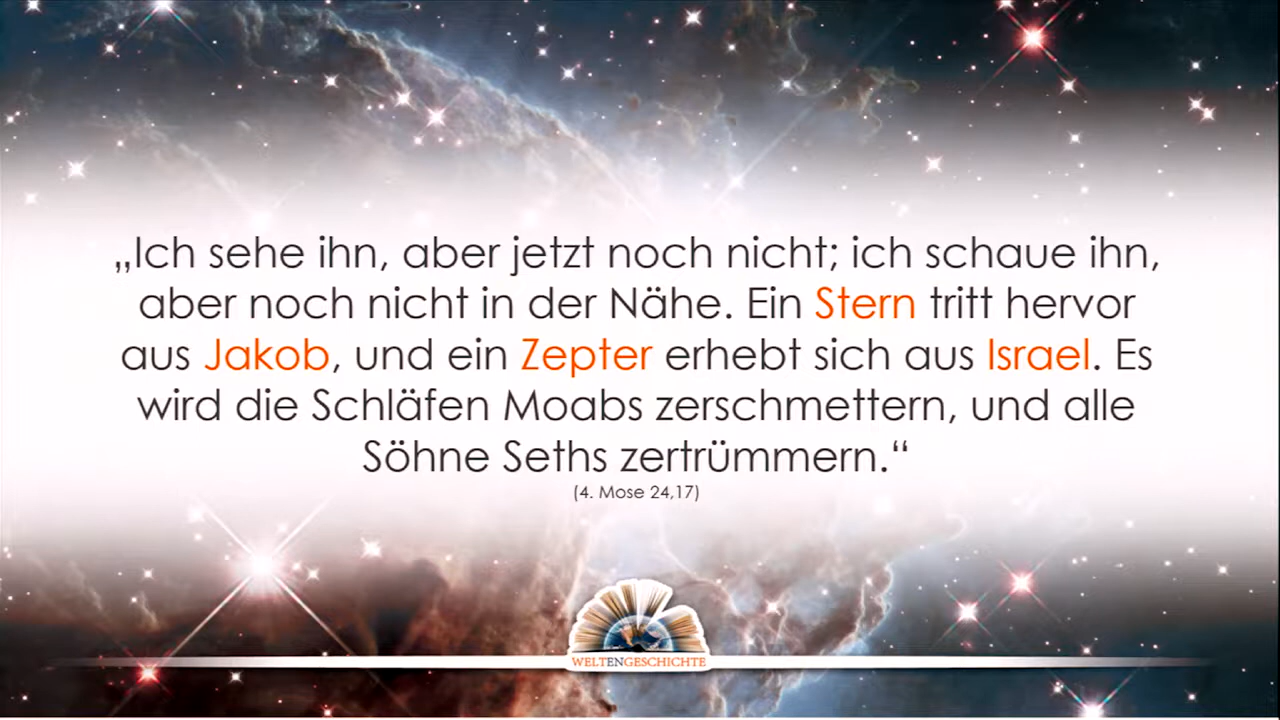 „Ich sehe ihn, aber jetzt noch nicht; ich schaue ihn,
aber noch nicht in der Nähe. Ein Stern tritt hervor
aus Jakob, und ein Zepter erhebt sich aus Israel. Es
wird die Schläfen Moabs zerschmettern, und alle
Söhne Seths zertrümmern.“
(4. Mose 24,17)
WELTENGESCHICHTE